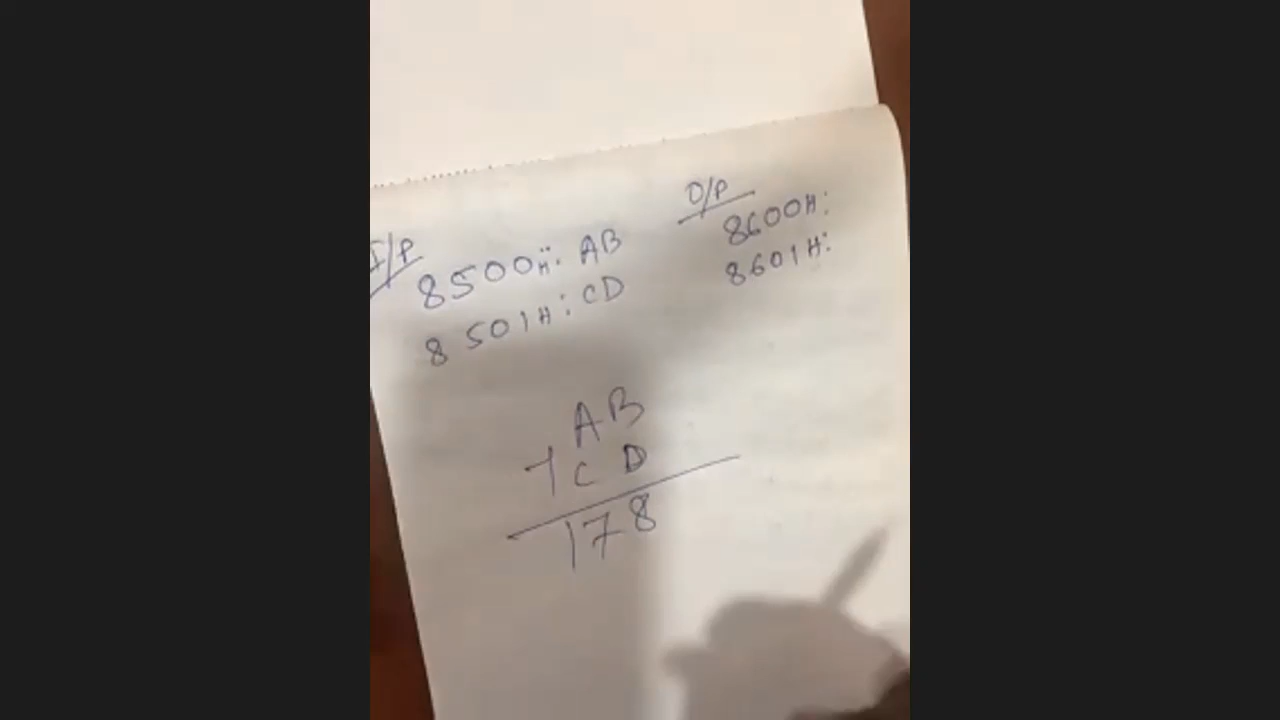 I/P
8500H: AB
8501H: CD
O/P
8600H:
8601H:
AB
+ CD
178